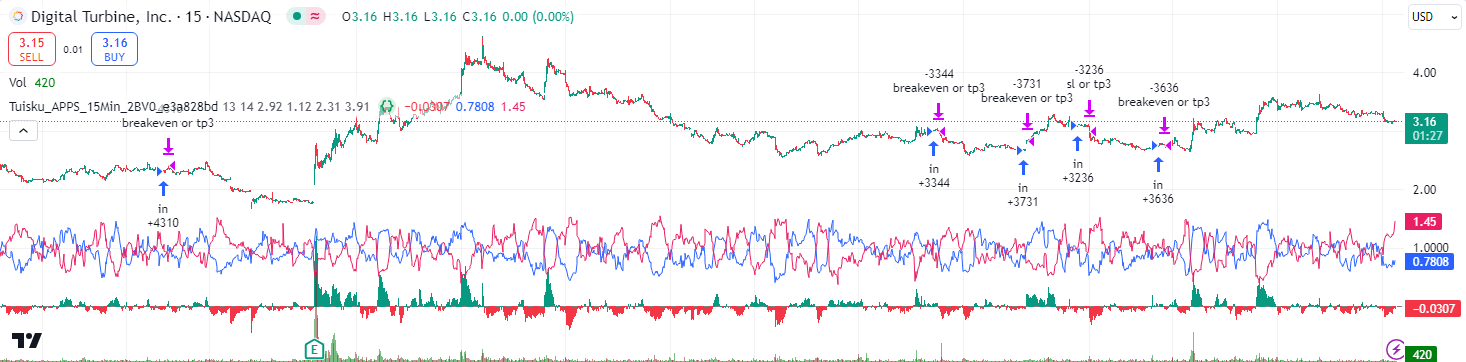 Digital Turbine, Inc. · 15 · NASDAQ
O3.16 H3.16 L3.16 C3.16 0.00 (0.00%)
USD
3.15
SELL
0.01
3.16
BUY
Vol 420
Tuisku_APPS_15Min_2BV0_e3a828bd 13 14 2.92 1.12 2.31 3.91
−0.0307 0.7808 1.45
breakeven or tp3
in
+4310
-3344
breakeven or tp3
in
+3344
-3731
breakeven or tp3
in
+3731
-3236
sl or tp3
in
+3236
-3636
breakeven or tp3
in
+3636
4.00
3.16
01:27
2.00
1.45
1.0000
0.7808
−0.0307
420
E